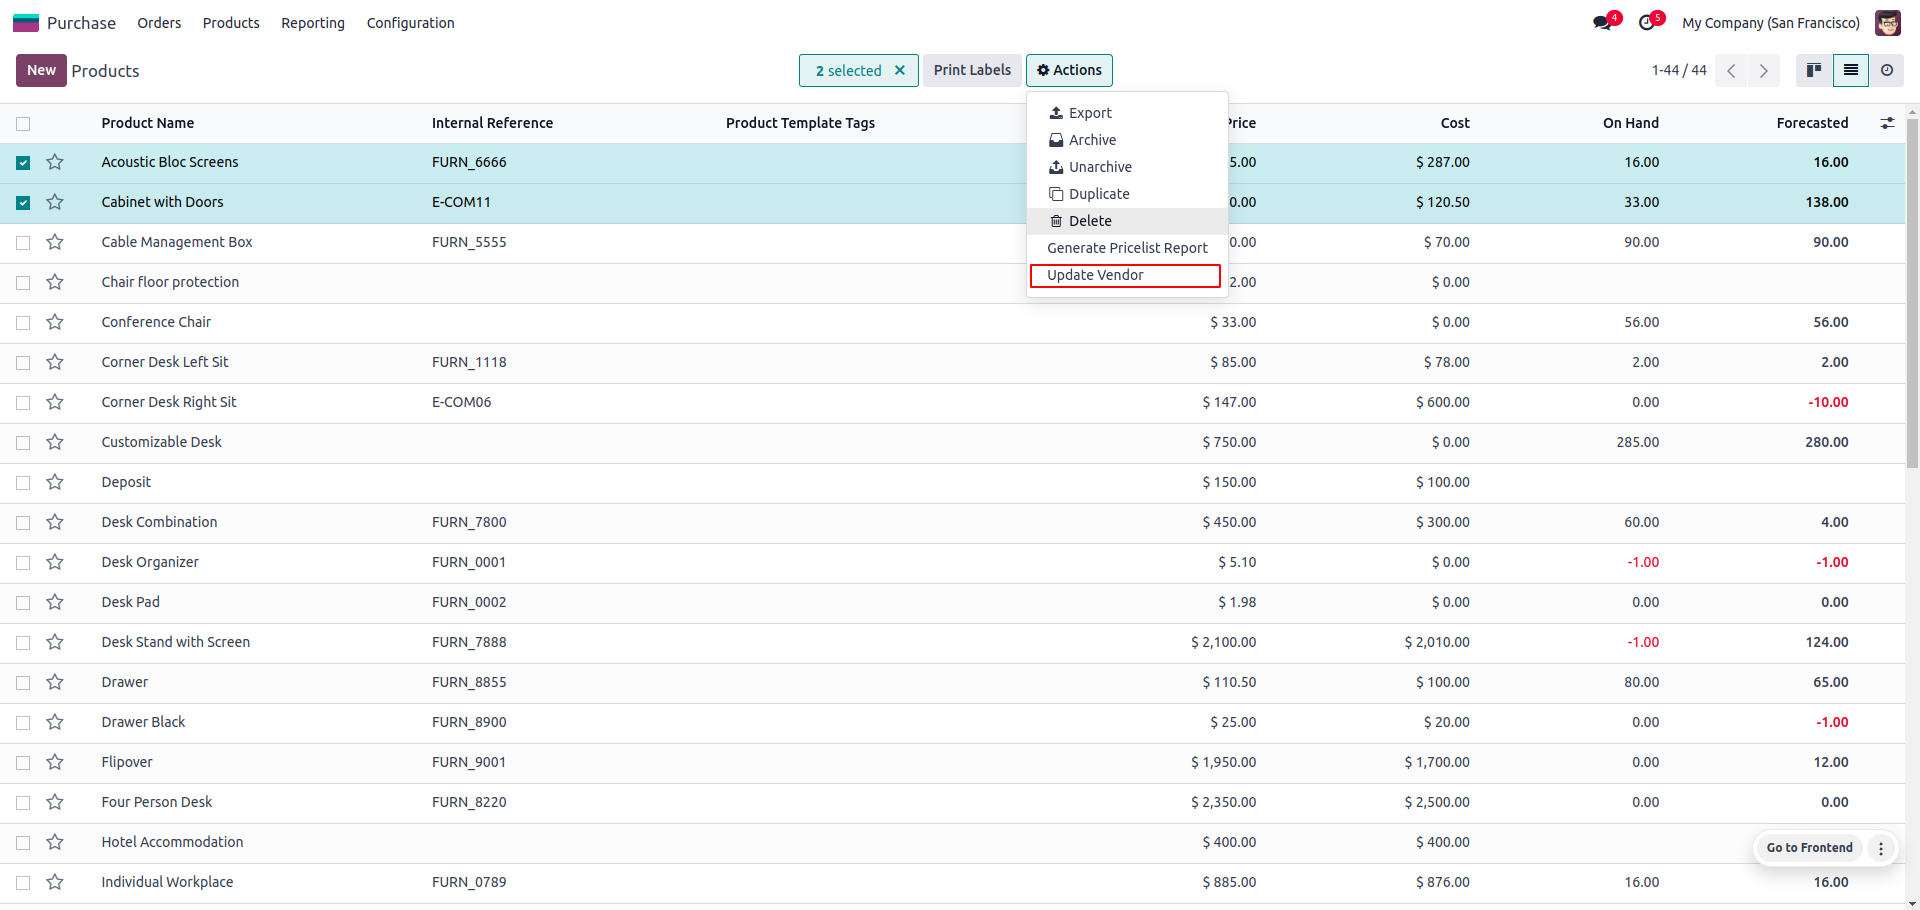 Purchase Orders Products Reporting Configuration 4 5 My Company (San Francisco)
New Products 2 selected Print Labels Actions 1-44 / 44
Product Name Internal Reference Product Template Tags Price Cost On Hand Forecasted
Export
Archive
Unarchive
Duplicate
Delete
Generate Pricelist Report
Update Vendor
Acoustic Bloc Screens FURN_6666 5.00 $ 287.00 16.00 16.00
Cabinet with Doors E-COM11 0.00 $ 120.50 33.00 138.00
Cable Management Box FURN_5555 0.00 $ 70.00 90.00 90.00
Chair floor protection 2.00 $ 0.00
Conference Chair $ 33.00 $ 0.00 56.00 56.00
Corner Desk Left Sit FURN_1118 $ 85.00 $ 78.00 2.00 2.00
Corner Desk Right Sit E-COM06 $ 147.00 $ 600.00 0.00 -10.00
Customizable Desk $ 750.00 $ 0.00 285.00 280.00
Deposit $ 150.00 $ 100.00
Desk Combination FURN_7800 $ 450.00 $ 300.00 60.00 4.00
Desk Organizer FURN_0001 $ 5.10 $ 0.00 -1.00 -1.00
Desk Pad FURN_0002 $ 1.98 $ 0.00 0.00 0.00
Desk Stand with Screen FURN_7888 $ 2,100.00 $ 2,010.00 -1.00 124.00
Drawer FURN_8855 $ 110.50 $ 100.00 80.00 65.00
Drawer Black FURN_8900 $ 25.00 $ 20.00 0.00 -1.00
Flipover FURN_9001 $ 1,950.00 $ 1,700.00 0.00 12.00
Four Person Desk FURN_8220 $ 2,350.00 $ 2,500.00 0.00 0.00
Hotel Accommodation $ 400.00 $ 400.00
Go to Frontend
Individual Workplace FURN_0789 $ 885.00 $ 876.00 16.00 16.00